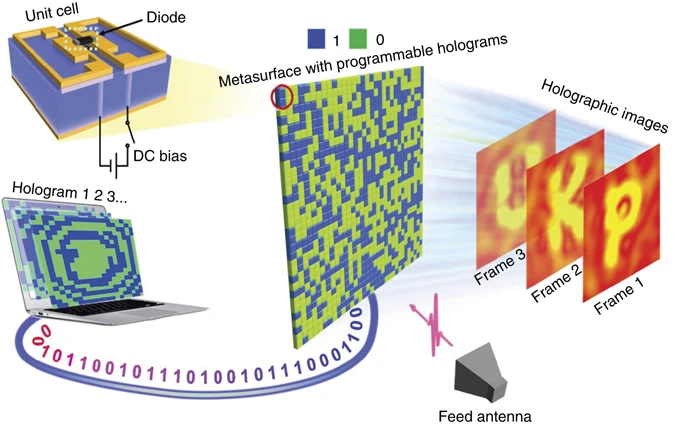 Unit cell
Diode
1 0
Metasurface with programmable holograms
Holographic images
DC bias
Hologram 1 2 3...
U
K
P
Frame 3
Frame 2
Frame 1
00101100101110100101110001100
Feed antenna